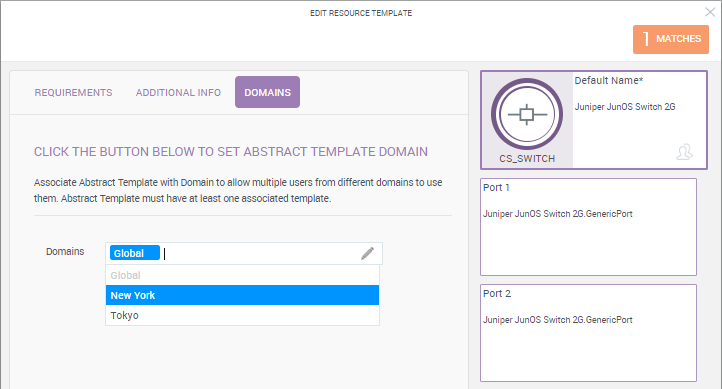 EDIT RESOURCE TEMPLATE
1 MATCHES
REQUIREMENTS ADDITIONAL INFO DOMAINS
CLICK THE BUTTON BELOW TO SET ABSTRACT TEMPLATE DOMAIN
Associate Abstract Template with Domain to allow multiple users from different domains to use
them. Abstract Template must have at least one associated template.
Domains Global
Global
New York
Tokyo
Default Name*
Juniper JunOS Switch 2G
CS_SWITCH
Port 1
Juniper JunOS Switch 2G.GenericPort
Port 2
Juniper JunOS Switch 2G.GenericPort